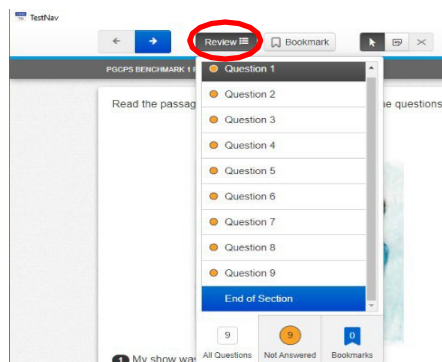 TestNav
Review
Bookmark
PGCPS BENCHMARK 1
Read the passag
e questions
Question 1
Question 2
Question 3
Question 4
Question 5
Question 6
Question 7
Question 8
Question 9
End of Section
9
9
0
All Questions
Not Answered
Bookmarks
1 My show was